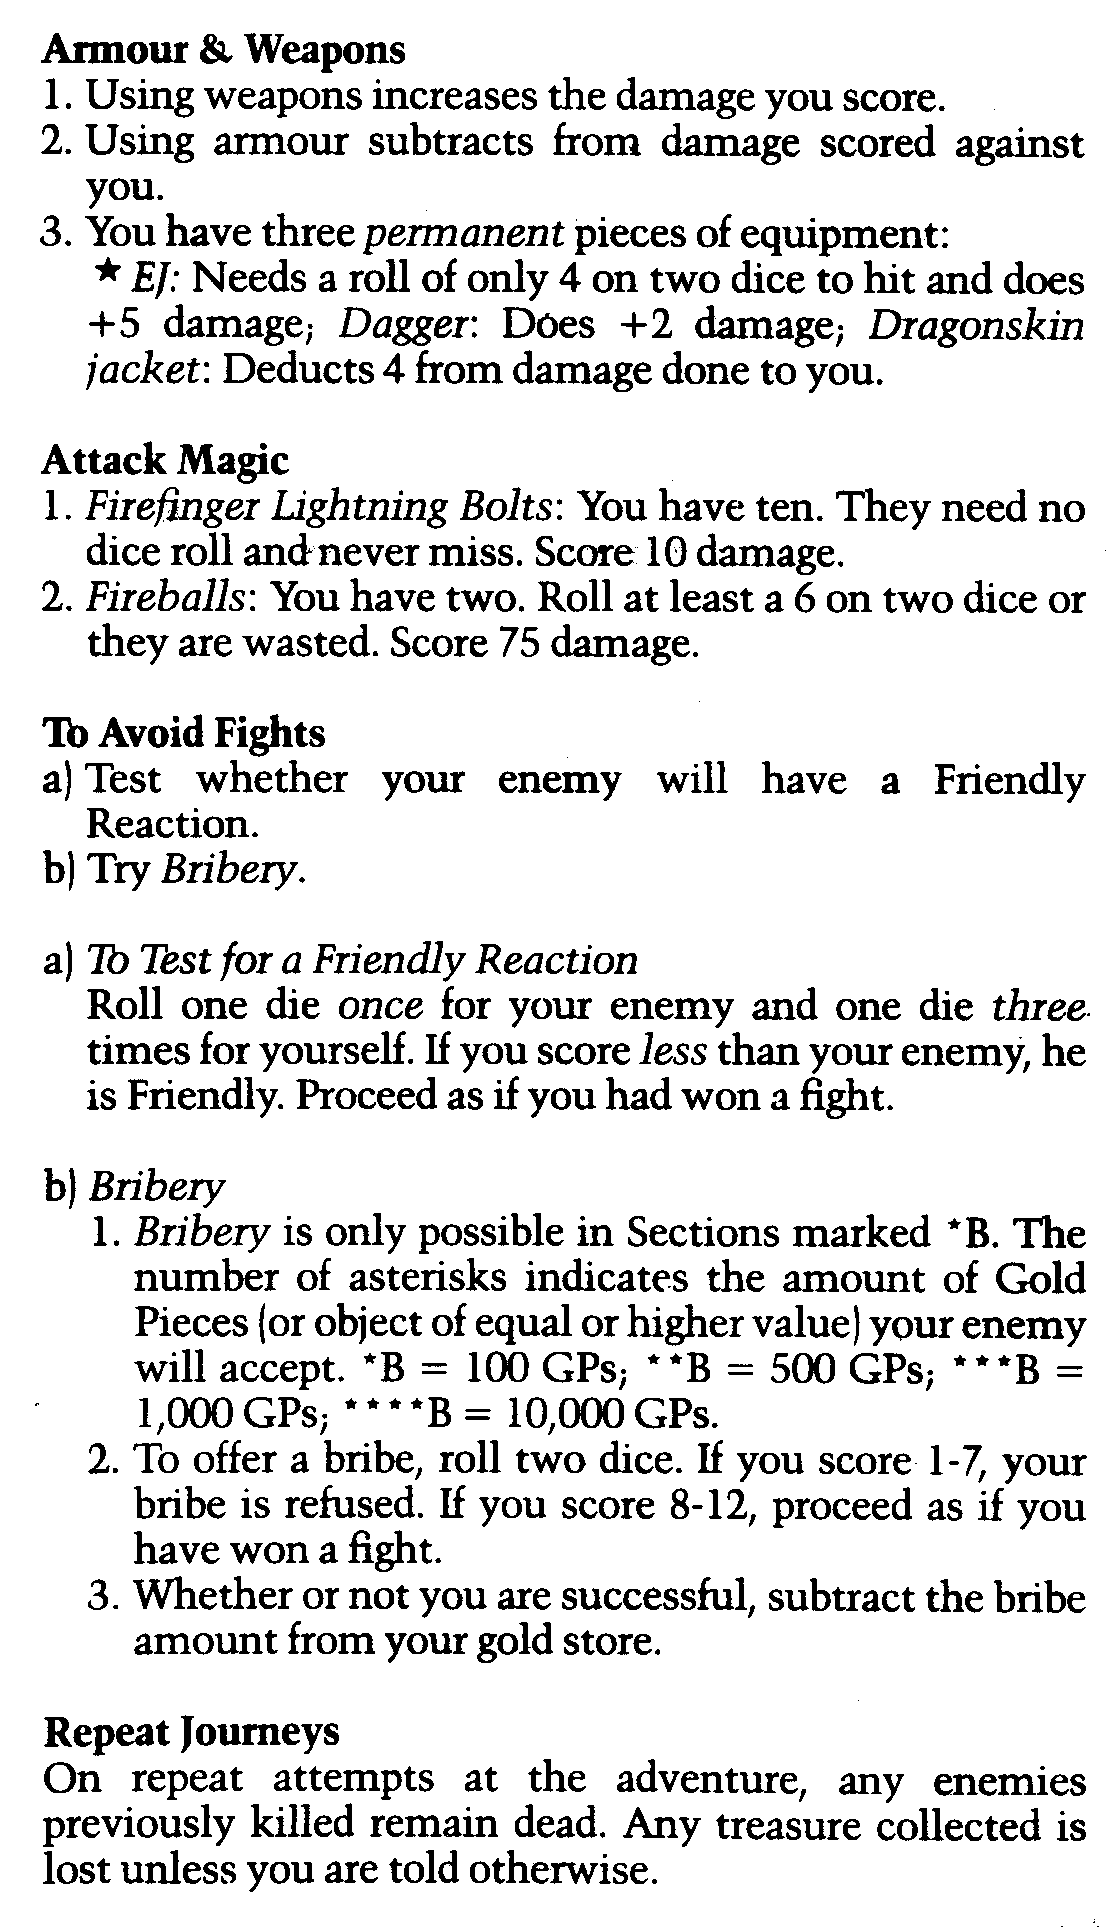 Armour & Weapons
1. Using weapons increases the damage you score.
2. Using armour subtracts from damage scored against
you.
3. You have three permanent pieces of equipment:
★ EJ: Needs a roll of only 4 on two dice to hit and does
+5 damage; Dagger: Does +2 damage; Dragonskin
jacket: Deducts 4 from damage done to you.
Attack Magic
1. Firefinger Lightning Bolts: You have ten. They need no
dice roll and never miss. Score 10 damage.
2. Fireballs: You have two. Roll at least a 6 on two dice or
they are wasted. Score 75 damage.
To Avoid Fights
a) Test whether your enemy will have a Friendly
Reaction.
b) Try Bribery.
a) To Test for a Friendly Reaction
Roll one die once for your enemy and one die three
times for yourself. If you score less than your enemy, he
is Friendly. Proceed as if you had won a fight.
b) Bribery
1. Bribery is only possible in Sections marked *B. The
number of asterisks indicates the amount of Gold
Pieces (or object of equal or higher value) your enemy
will accept. *B = 100 GPs; **B = 500 GPs; ***B =
1,000 GPs; ****B = 10,000 GPs.
2. To offer a bribe, roll two dice. If you score 1-7, your
bribe is refused. If you score 8-12, proceed as if you
have won a fight.
3. Whether or not you are successful, subtract the bribe
amount from your gold store.
Repeat Journeys
On repeat attempts at the adventure, any enemies
previously killed remain dead. Any treasure collected is
lost unless you are told otherwise.